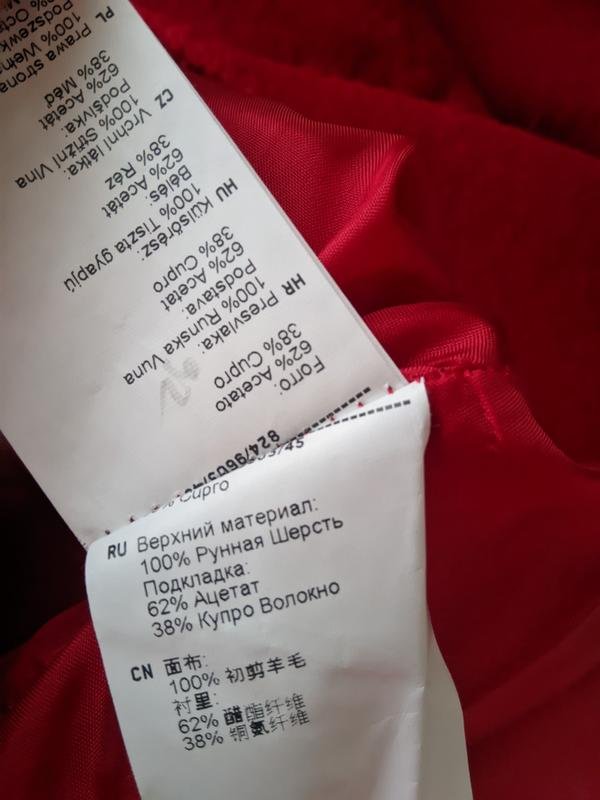 Forro:
62% Acetato
38% Cupro
HR Presvlaka:
100% Runska Vuna
Podstava:
62% Acetat
38% Cupro
HU Külsőrész:
100% Tiszta gyapjú
Bélés:
62% Acetát
38% Réz
CZ Vrchní látka:
100% Střižní Vlna
Podšívka:
62% Acetát
38% Měď
PL Prawa strona
100%
Podszewk
100%
% Cupro
RU Верхний материал:
100% Рунная Шерсть
Подкладка:
62% Ацетат
38% Купро Волокно
CN 面布:
100% 初剪羊毛
衬里:
62% 醋酯纤维
38% 铜氨纤维